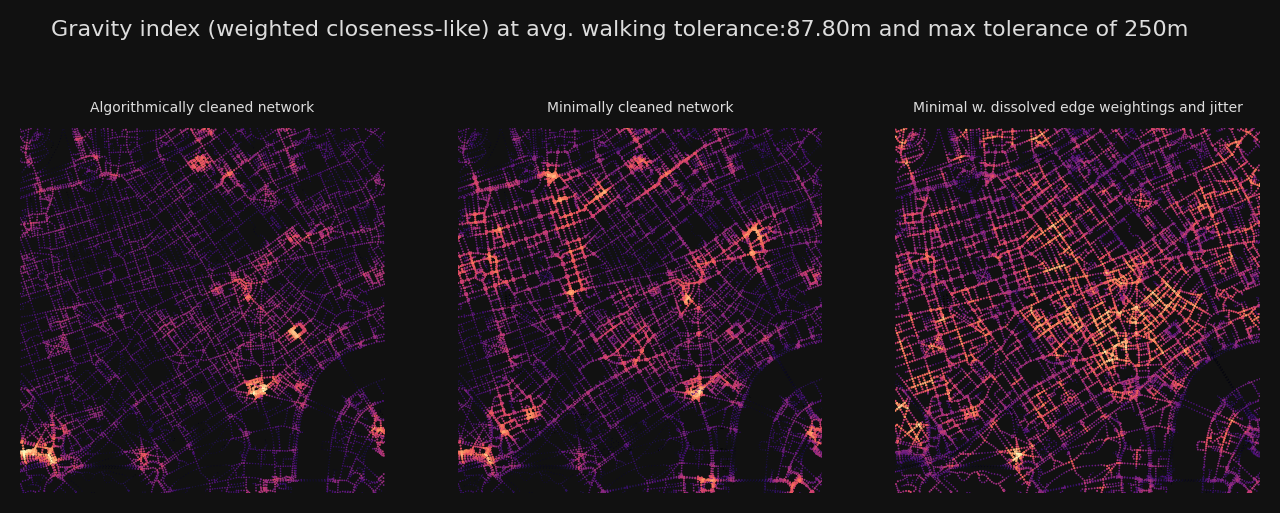 Gravity index (weighted closeness-like) at avg. walking tolerance:87.80m and max tolerance of 250m
Algorithmically cleaned network
Minimally cleaned network
Minimal w. dissolved edge weightings and jitter